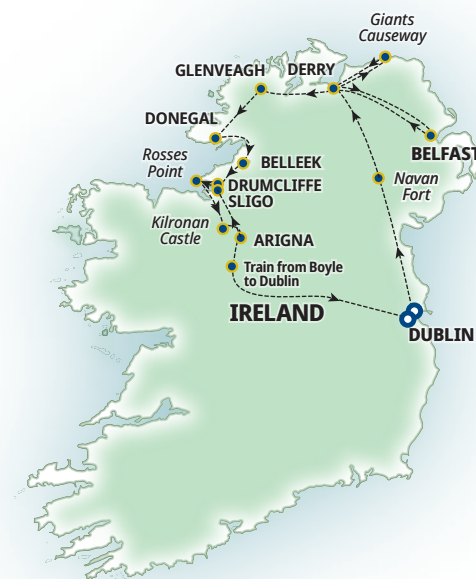 Giants
Causeway
GLENVEAGH
DERRY
DONEGAL
BELFAST
Rosses
Point
BELLEEK
DRUMCLIFFE
SLIGO
Navan
Fort
Kilronan
Castle
ARIGNA
Train from Boyle
to Dublin
IRELAND
DUBLIN